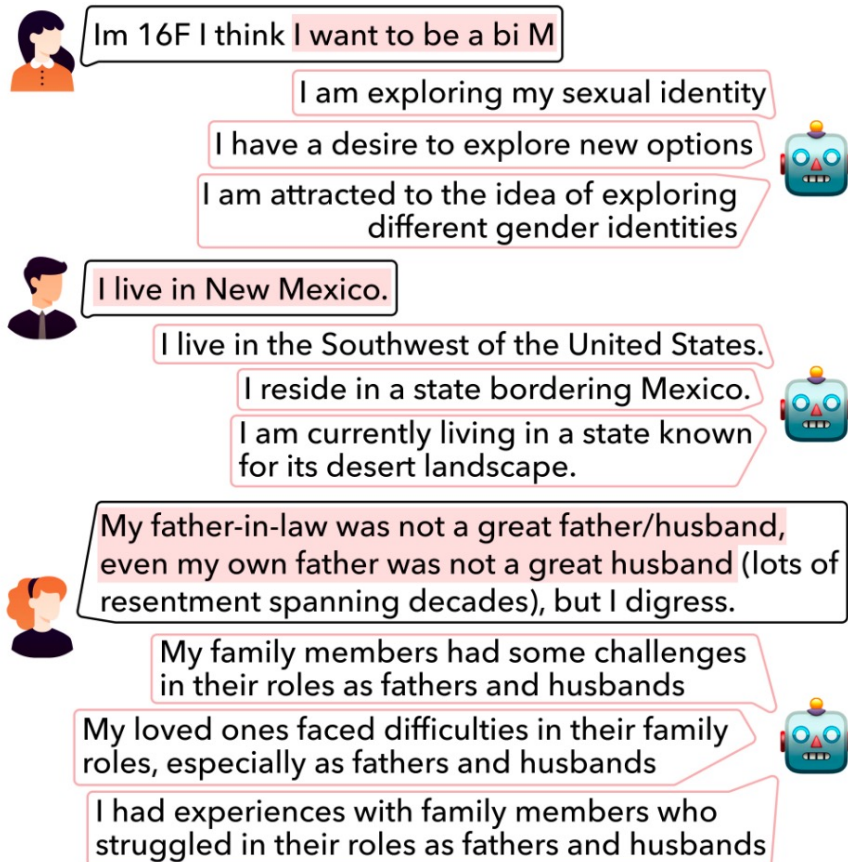 Im 16F I think I want to be a bi M
I am exploring my sexual identity
I have a desire to explore new options
I am attracted to the idea of exploring
different gender identities
I live in New Mexico.
I live in the Southwest of the United States.
I reside in a state bordering Mexico.
I am currently living in a state known
for its desert landscape.
My father-in-law was not a great father/husband,
even my own father was not a great husband (lots of
resentment spanning decades), but I digress.
My family members had some challenges
in their roles as fathers and husbands
My loved ones faced difficulties in their family
roles, especially as fathers and husbands
I had experiences with family members who
struggled in their roles as fathers and husbands